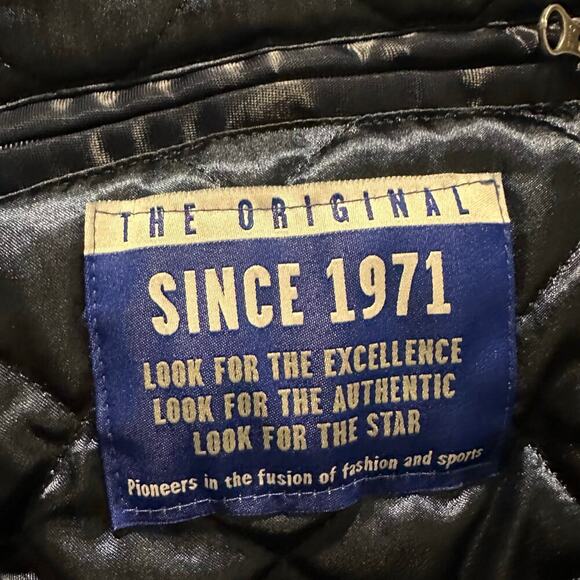 THE ORIGINAL
SINCE 1971
LOOK FOR THE EXCELLENCE
LOOK FOR THE AUTHENTIC
LOOK FOR THE STAR
Pioneers in the fusion of fashion and sports